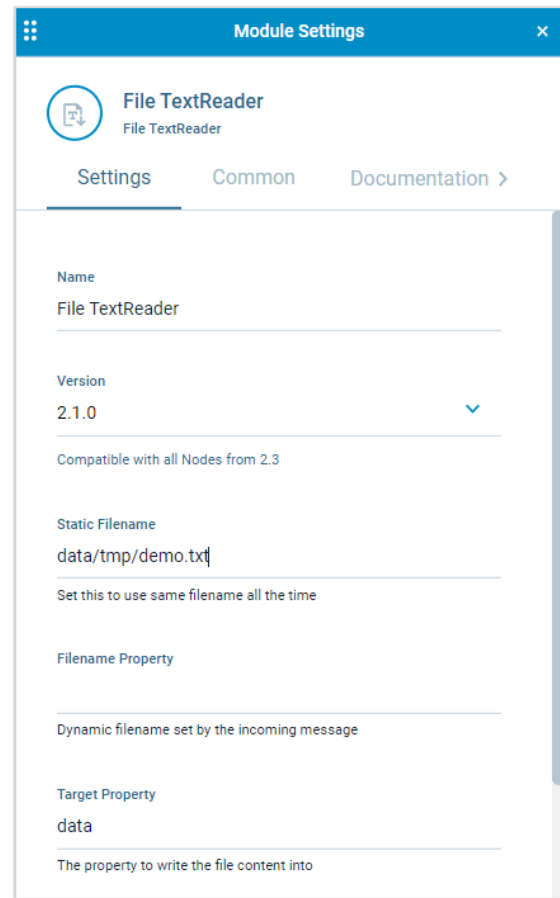 Module Settings
File TextReader
File TextReader
Settings Common Documentation
Name
File TextReader
Version
2.1.0
Compatible with all Nodes from 2.3
Static Filename
data/tmp/demo.txt
Set this to use same filename all the time
Filename Property
Dynamic filename set by the incoming message
Target Property
data
The property to write the file content into